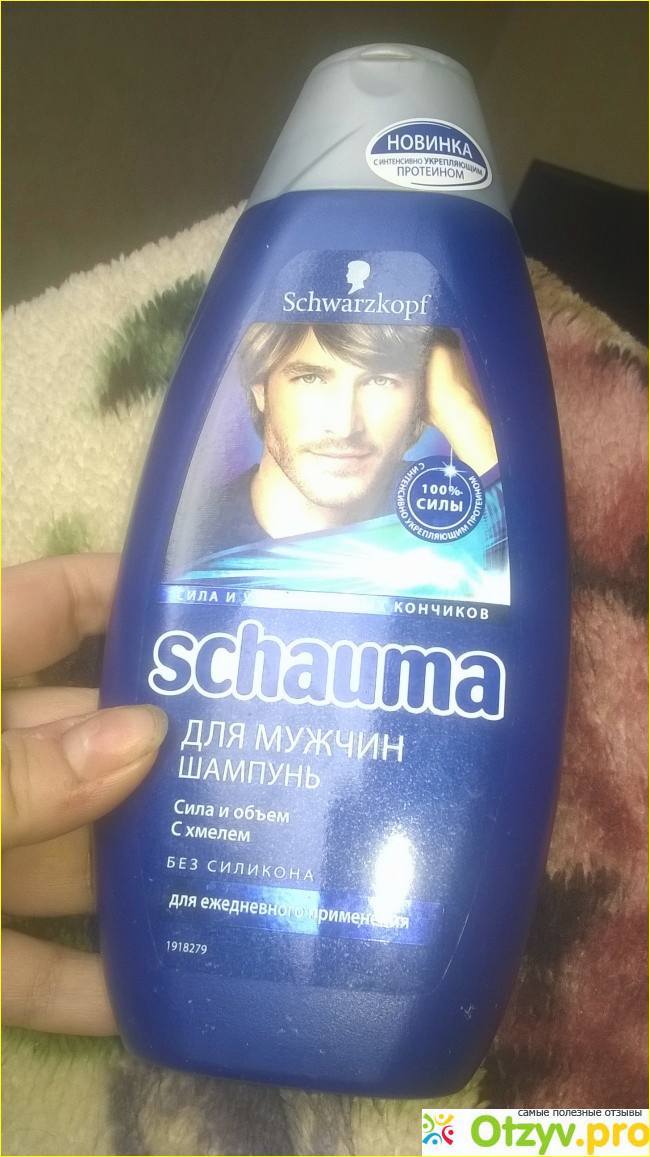 НОВИНКА
С ИНТЕНСИВНО УКРЕПЛЯЮЩИМ
ПРОТЕИНОМ
Schwarzkopf
100%
СИЛЫ
С ИНТЕНСИВНО УКРЕПЛЯЮЩИМ ПРОТЕИНОМ
СИЛА И КОНЧИКОВ
schauma
ДЛЯ МУЖЧИН
ШАМПУНЬ
Сила и объем
С хмелем
БЕЗ СИЛИКОНА
для ежедневного применения
1918279
самые полезные отзывы
Otzyv.pro